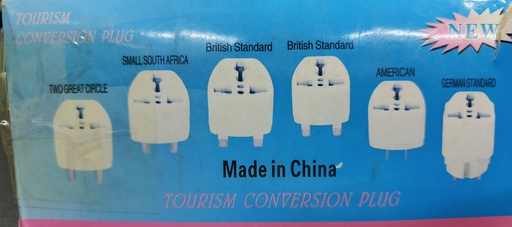 TOURISM
CONVERSION PLUG
NEW
TWO GREAT CIRCLE
SMALL SOUTH AFRICA
British Standard
British Standard
AMERICAN
GERMAN STANDARD
Made in China
TOURISM CONVERSION PLUG